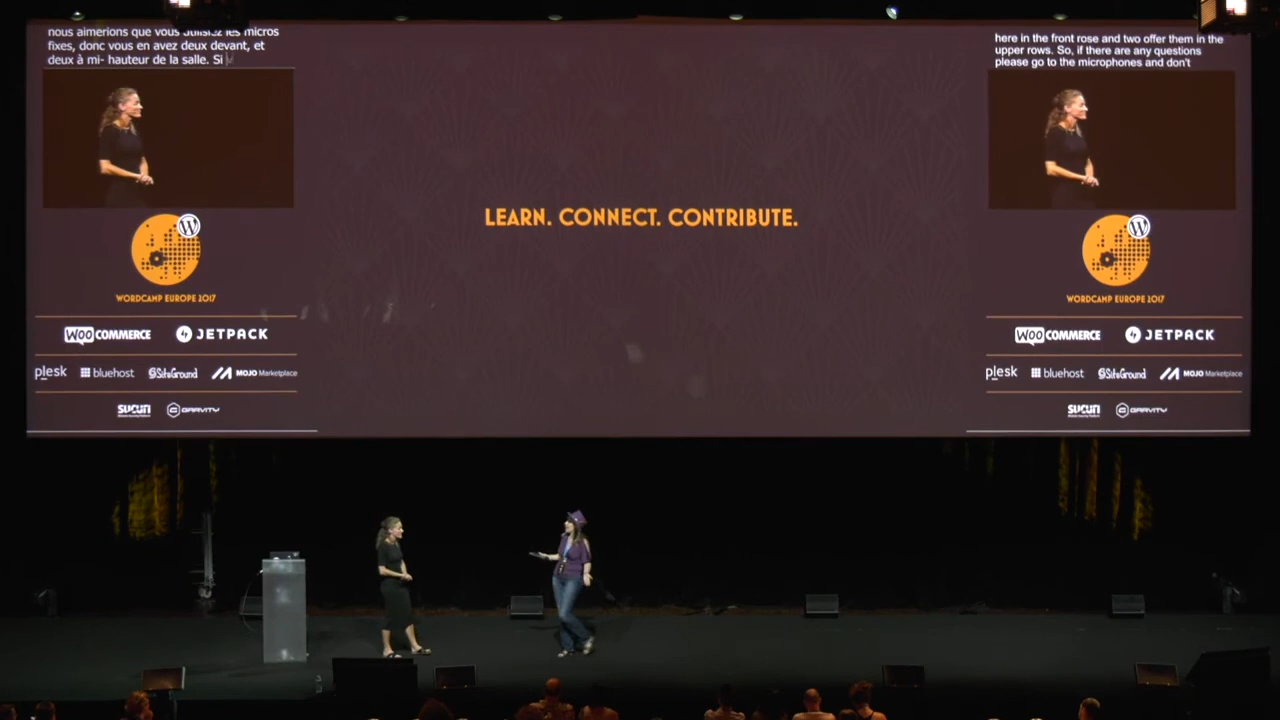 nous aimerions que vous utilisiez les micros
fixes, donc vous en avez deux devant, et
deux à mi- hauteur de la salle. Si
WORDCAMP EUROPE 2017
WOOCOMMERCE JETPACK
plesk bluehost SiteGround MOJO Marketplace
SUCURI GRAVITY
LEARN. CONNECT. CONTRIBUTE.
here in the front rose and two offer them in the
upper rows. So, if there are any questions
please go to the microphones and don't
WORDCAMP EUROPE 2017
WOOCOMMERCE JETPACK
plesk bluehost SiteGround MOJO Marketplace
SUCURI GRAVITY